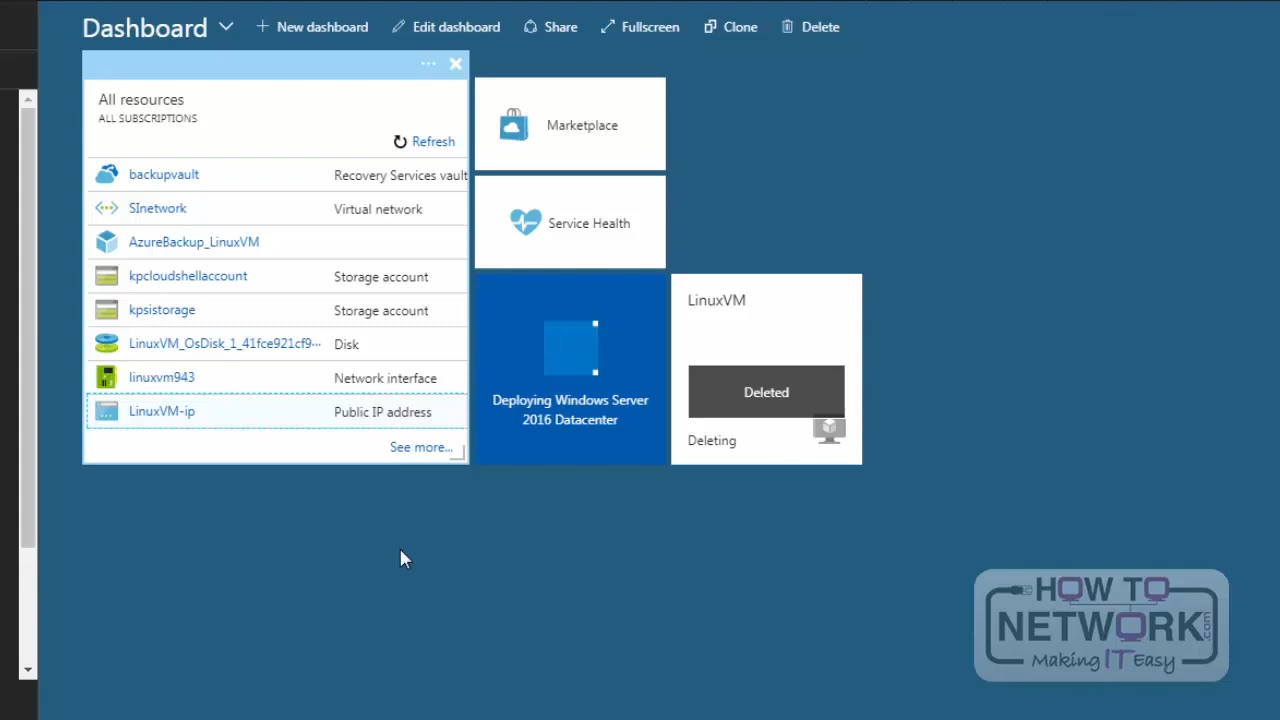 Dashboard
New dashboard
Edit dashboard
Share
Fullscreen
Clone
Delete
All resources
ALL SUBSCRIPTIONS
Refresh
backupvault Recovery Services vault
SInetwork Virtual network
AzureBackup_LinuxVM
kpcloudshellaccount Storage account
kpsistorage Storage account
LinuxVM_OsDisk_1_41fce921cf9··· Disk
linuxvm943 Network interface
LinuxVM-ip Public IP address
See more...
Marketplace
Service Health
Deploying Windows Server
2016 Datacenter
LinuxVM
Deleted
Deleting
HOW TO
NETWORK.com
Making IT Easy